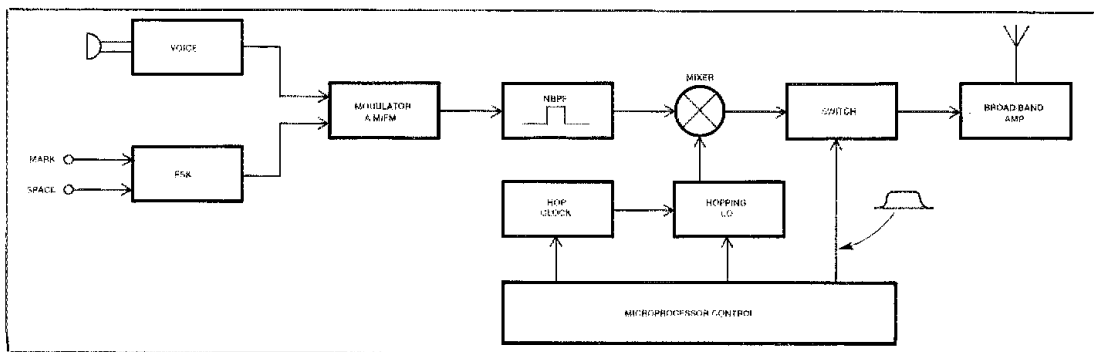 VOICE
MODULATOR
AM/FM
NBPF
MIXER
SWITCH
BROAD-BAND
AMP
MARK
SPACE
FSK
HOP
CLOCK
HOPPING
LO
MICROPROCESSOR CONTROL